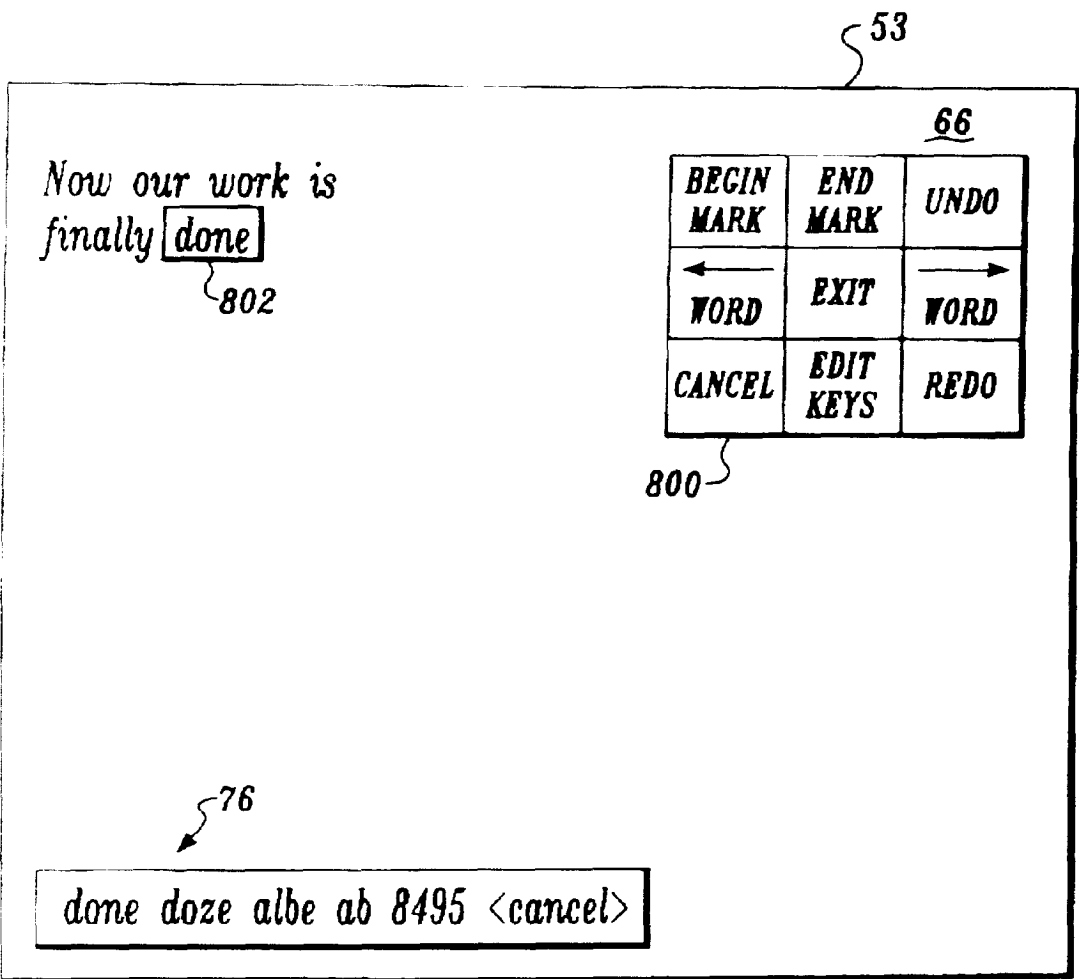 53
66
Now our work is
finally done
802
BEGIN MARK
END MARK
UNDO
← WORD
EXIT
→ WORD
CANCEL
EDIT KEYS
REDO
800
76
done doze albe ab 8495 <cancel>